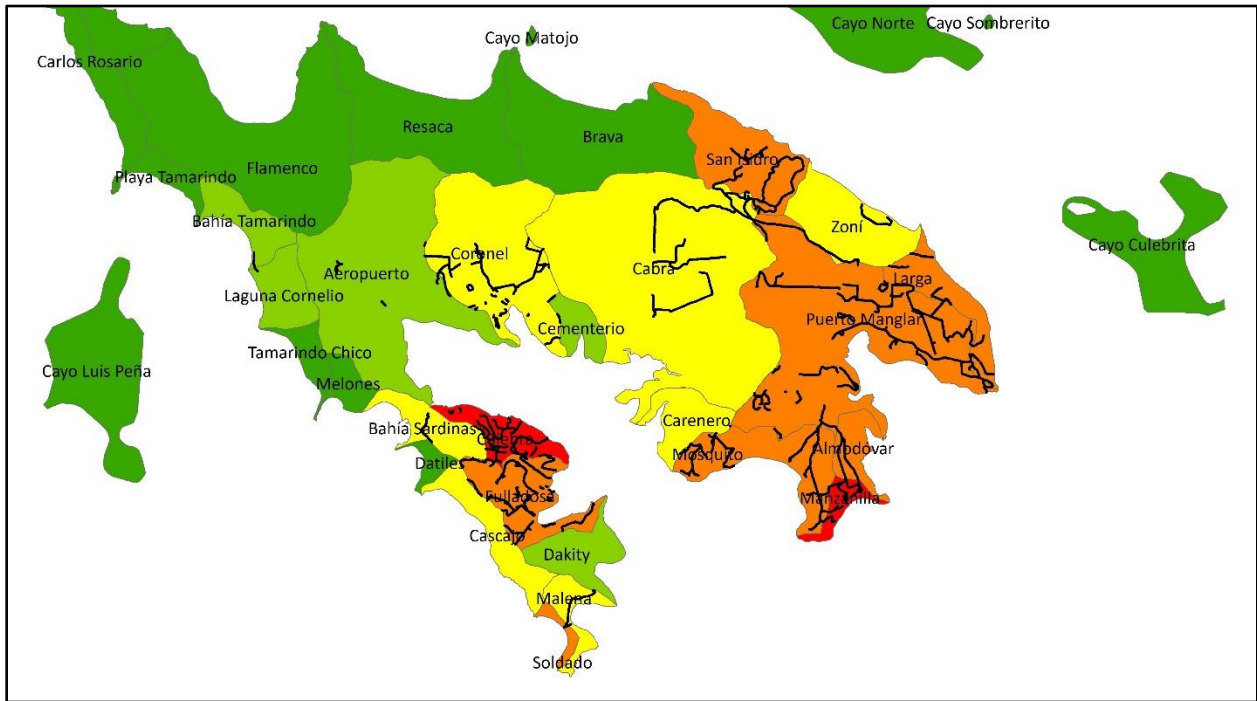 Cayo Norte
Cayo Sombrerito
Cayo Matojo
Carlos Rosario
Resaca
Brava
Flamenco
Playa Tamarindo
San Isidro
Bahía Tamarindo
Zoní
Cayo Culebrita
Coronel
Cabra
Aeropuerto
Larga
Laguna Cornelio
Puerto Manglar
Cementerio
Tamarindo Chico
Cayo Luis Peña
Melones
Carenero
Bahía Sardinas
Culebra
Mosquito
Almodóvar
Datiles
Fulladosa
Manzanilla
Cascajo
Dakity
Malena
Soldado